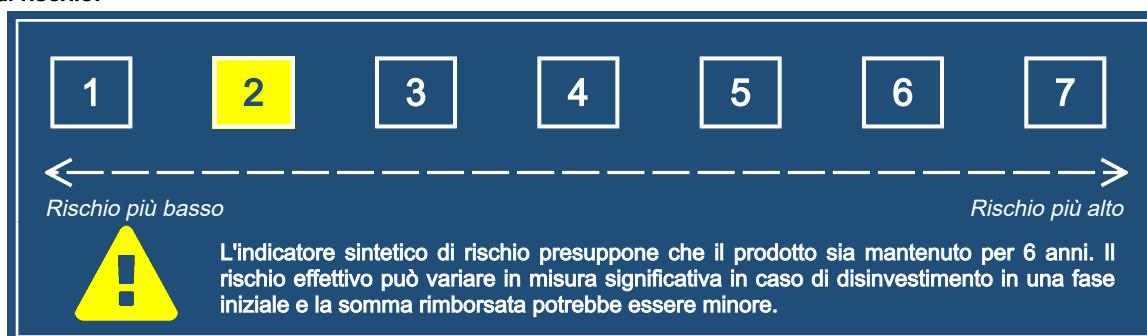 1 2 3 4 5 6 7
Rischio più basso Rischio più alto
L'indicatore sintetico di rischio presuppone che il prodotto sia mantenuto per 6 anni. Il
rischio effettivo può variare in misura significativa in caso di disinvestimento in una fase
iniziale e la somma rimborsata potrebbe essere minore.